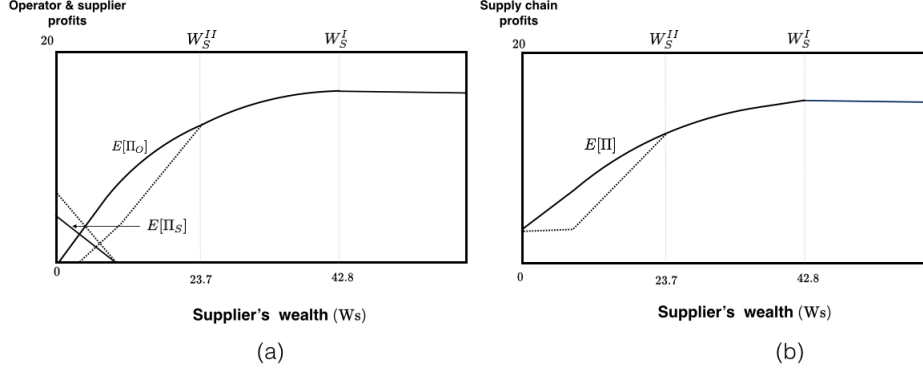 Operator & supplier
profits
20
W_S^{II}
W_S^I
E[Π_O]
E[Π_S]
0
23.7
42.8
Supplier's wealth (Ws)
(a)
Supply chain
profits
20
W_S^{II}
W_S^I
E[Π]
0
23.7
42.8
Supplier's wealth (Ws)
(b)